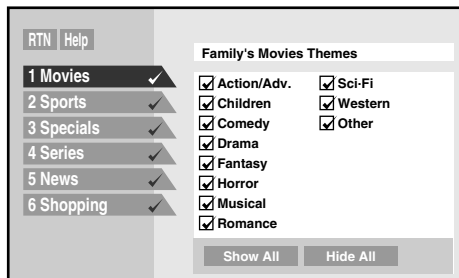 RTN Help
Family's Movies Themes
1 Movies
2 Sports
3 Specials
4 Series
5 News
6 Shopping
Action/Adv.
Children
Comedy
Drama
Fantasy
Horror
Musical
Romance
Sci-Fi
Western
Other
Show All Hide All